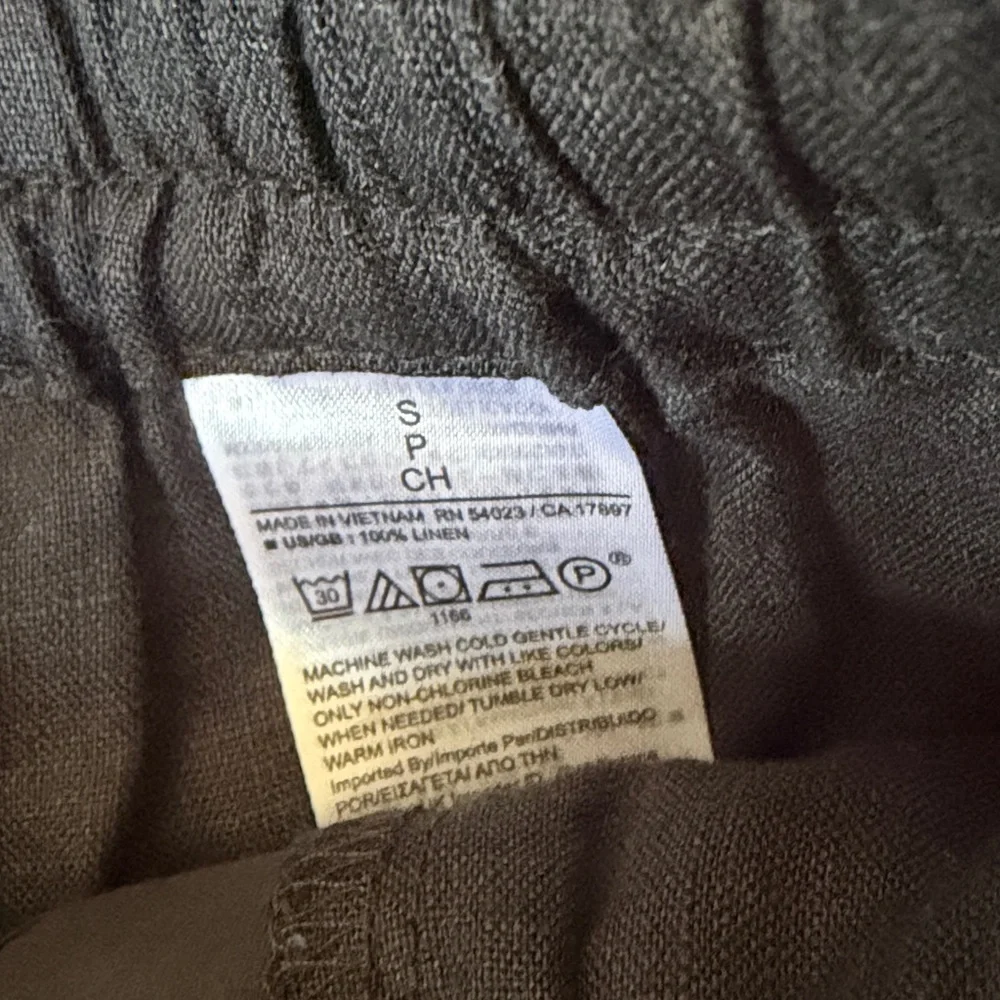 S
P
CH
MADE IN VIETNAM RN 54023 / CA 17897
■ US/GB : 100% LINEN
30 P ®
1166
MACHINE WASH COLD GENTLE CYCLE/
WASH AND DRY WITH LIKE COLORS/
ONLY NON-CHLORINE BLEACH
WHEN NEEDED/ TUMBLE DRY LOW/
WARM IRON
Imported By/Importe Par/DISTRIBUIDO
POR/ΕΙΣΑΓΕΤΑΙ ΑΠΟ ΤΗΝ: